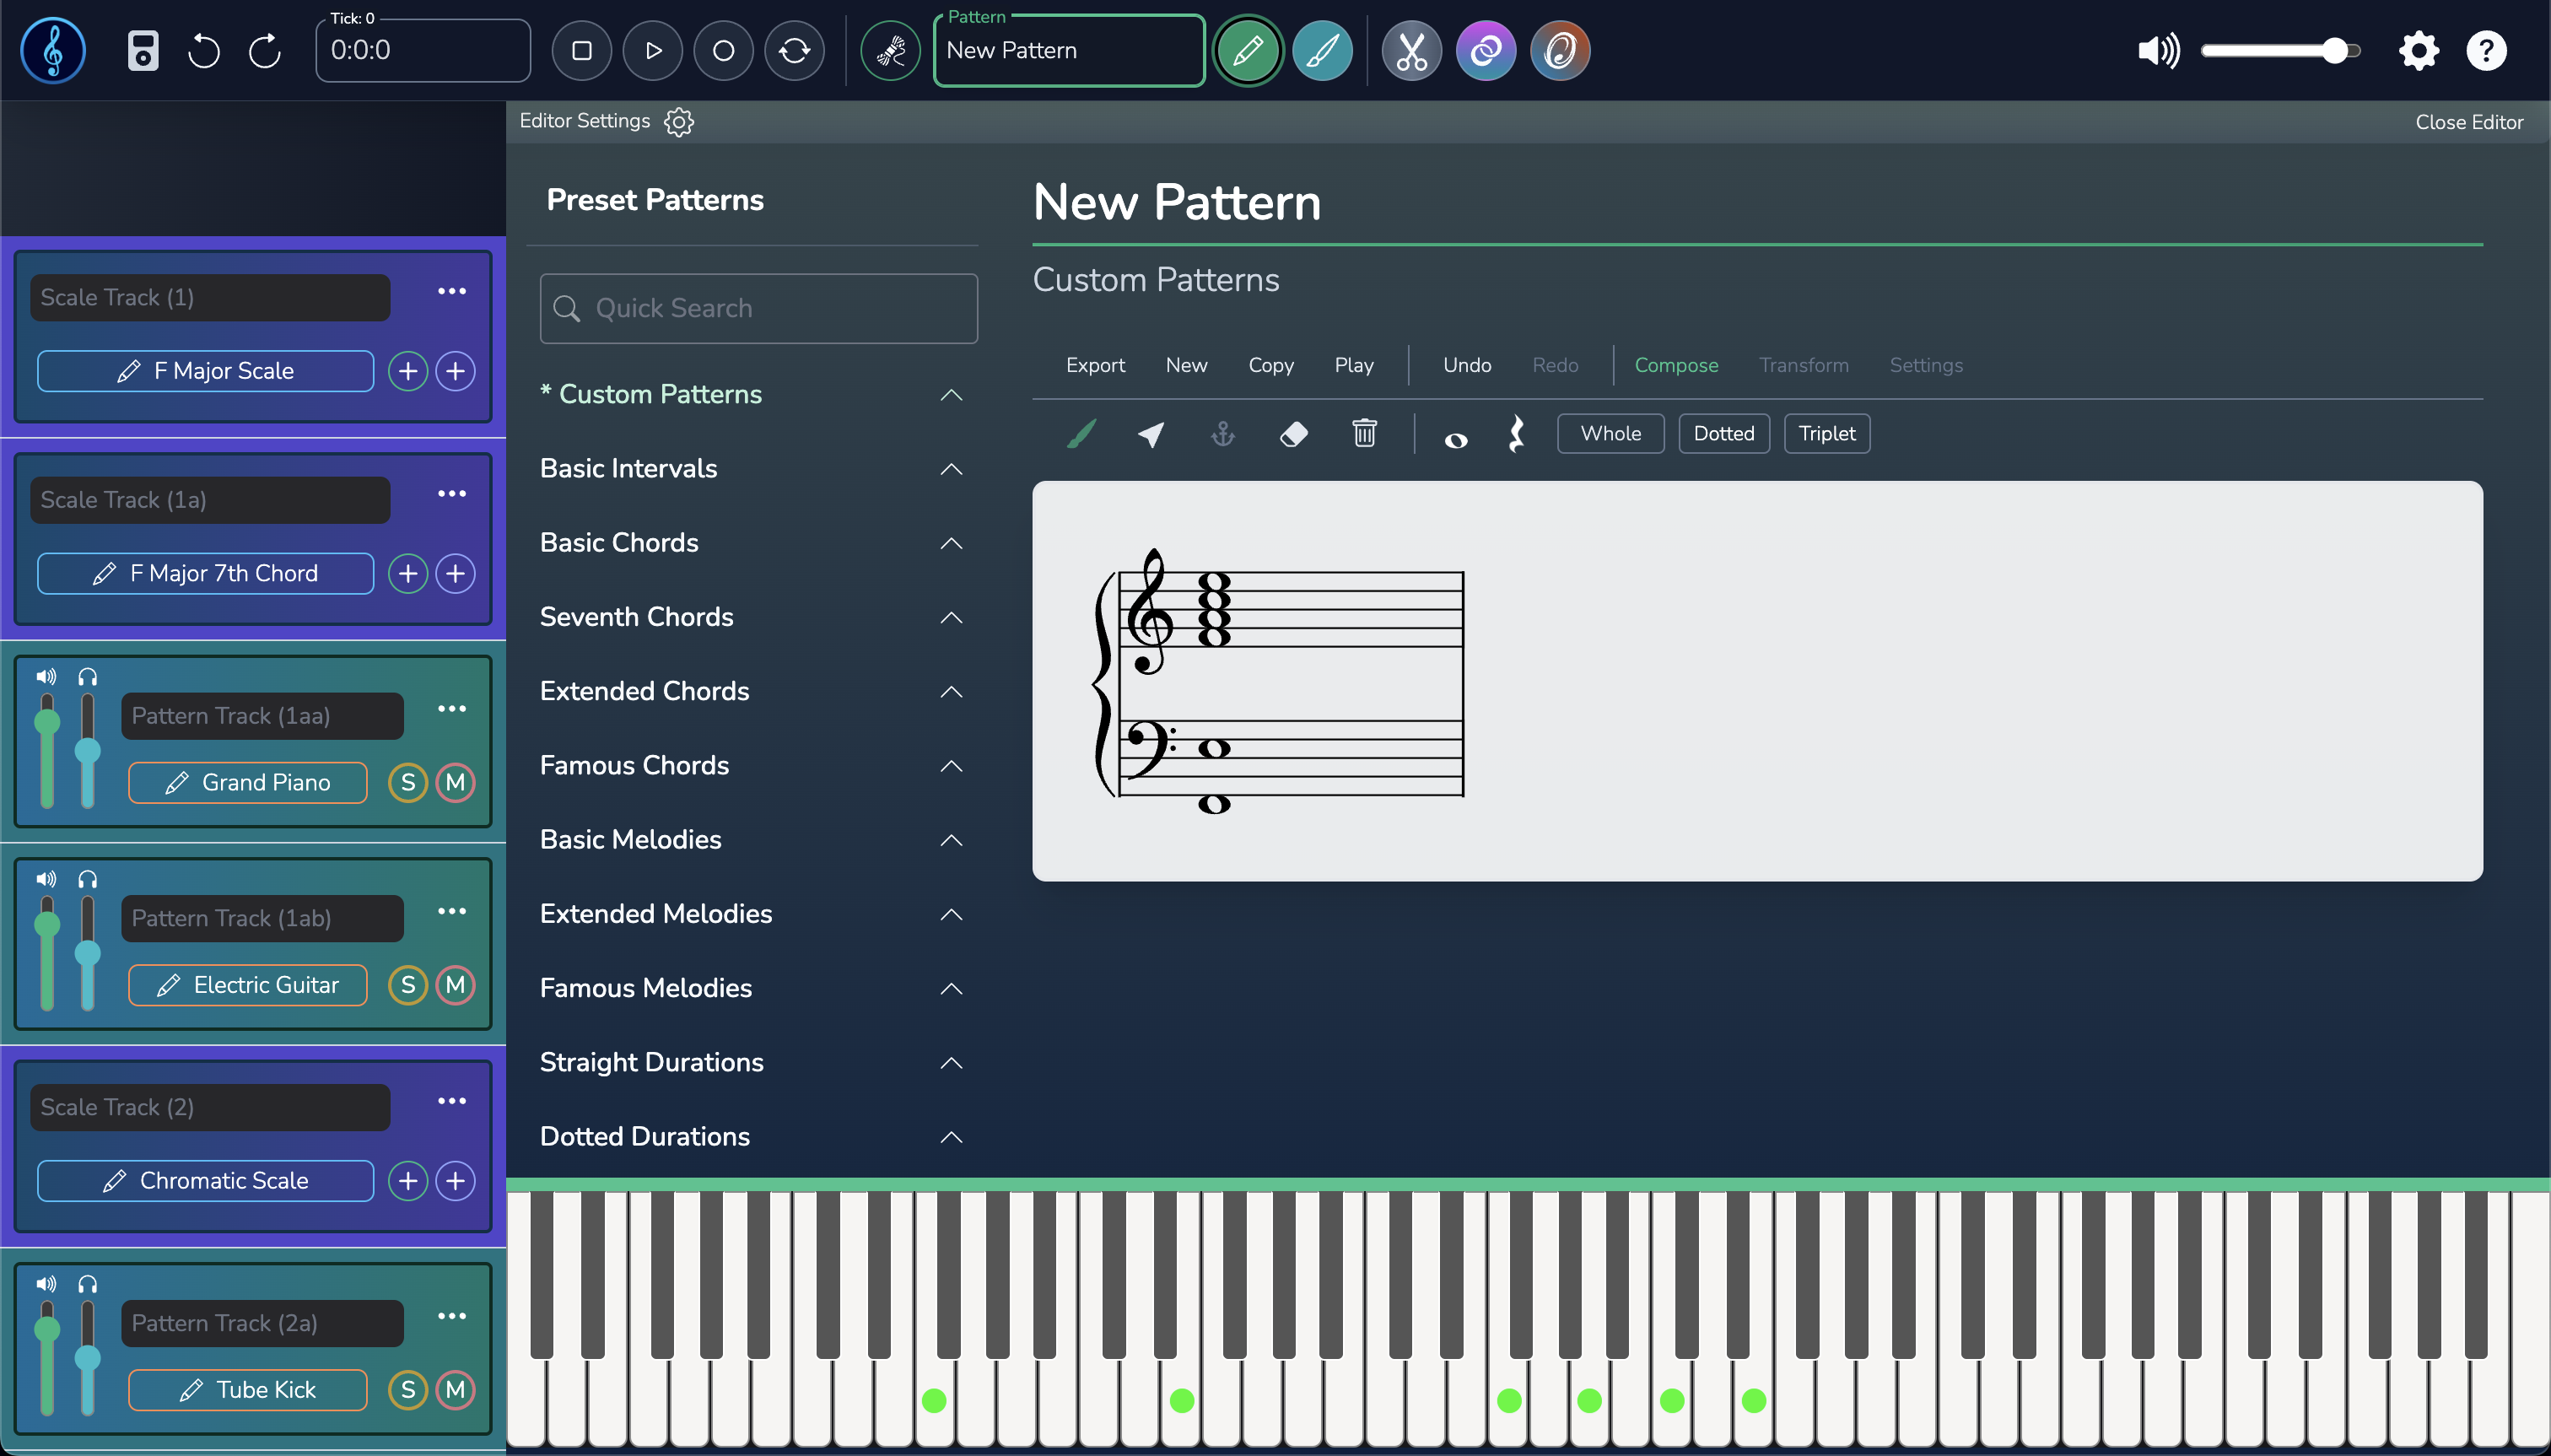 Tick: 0
0:0:0
Pattern
New Pattern
?
Editor Settings
Close Editor
Scale Track (1)
F Major Scale
Scale Track (1a)
F Major 7th Chord
Pattern Track (1aa)
Grand Piano
S
M
Pattern Track (1ab)
Electric Guitar
S
M
Scale Track (2)
Chromatic Scale
Pattern Track (2a)
Tube Kick
S
M
Preset Patterns
Quick Search
* Custom Patterns
Basic Intervals
Basic Chords
Seventh Chords
Extended Chords
Famous Chords
Basic Melodies
Extended Melodies
Famous Melodies
Straight Durations
Dotted Durations
New Pattern
Custom Patterns
Export New Copy Play Undo Redo Compose Transform Settings
Whole Dotted Triplet